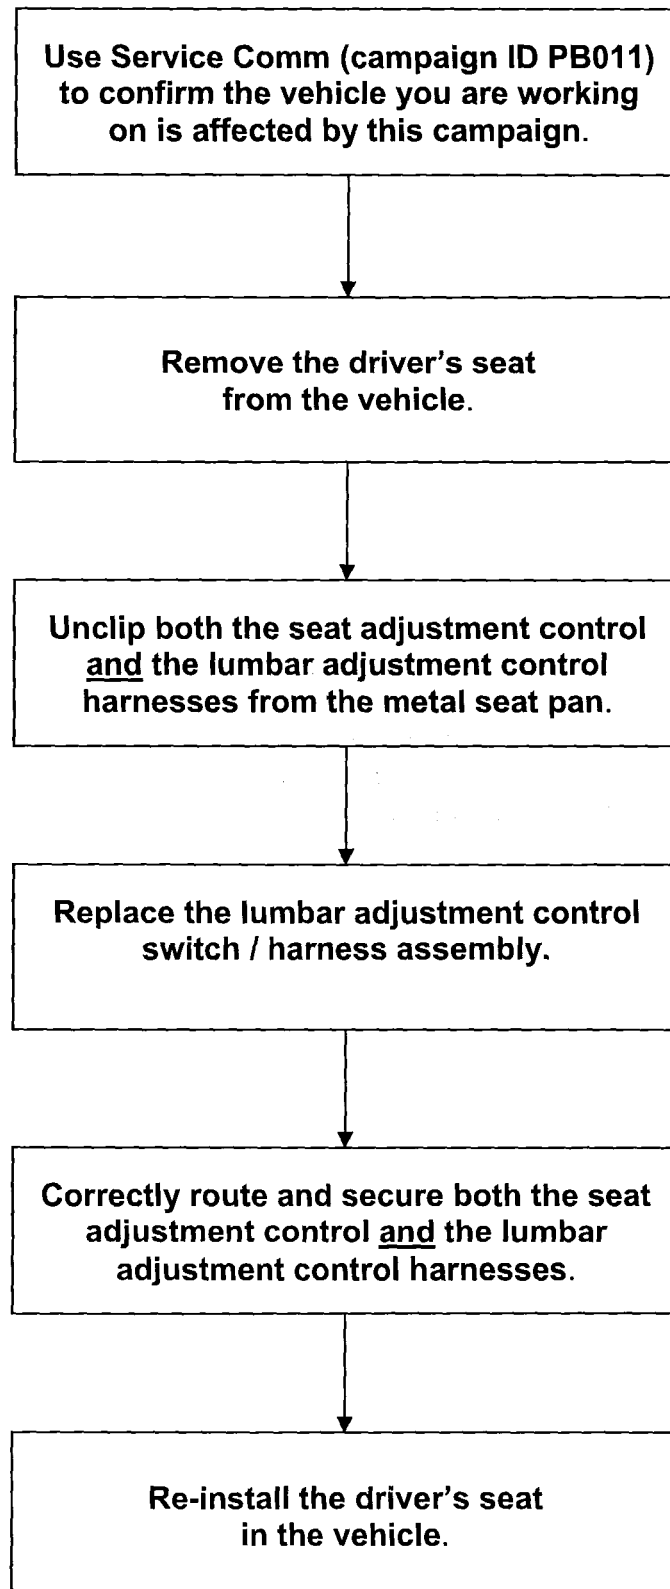 Use Service Comm (campaign ID PB011)
to confirm the vehicle you are working
on is affected by this campaign.
Remove the driver's seat
from the vehicle.
Unclip both the seat adjustment control
and the lumbar adjustment control
harnesses from the metal seat pan.
Replace the lumbar adjustment control
switch / harness assembly.
Correctly route and secure both the seat
adjustment control and the lumbar
adjustment control harnesses.
Re-install the driver's seat
in the vehicle.